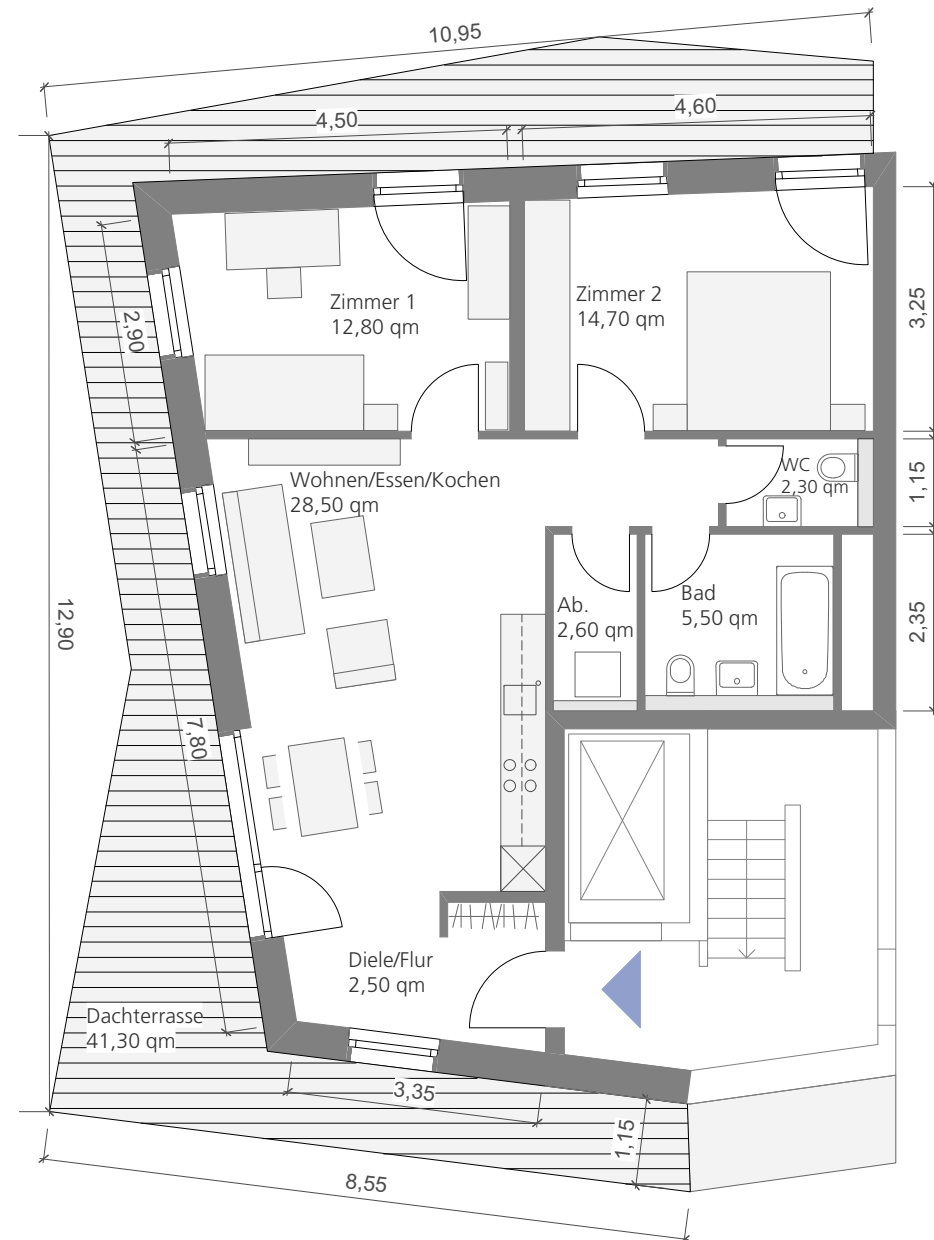 10,95
4,50
4,60
Zimmer 1
12,80 qm
Zimmer 2
14,70 qm
3,25
2,90
Wohnen/Essen/Kochen
28,50 qm
WC
2,30 qm
1,15
Ab.
2,60 qm
Bad
5,50 qm
2,35
12,90
7,80
Diele/Flur
2,50 qm
Dachterrasse
41,30 qm
3,35
1,15
8,55